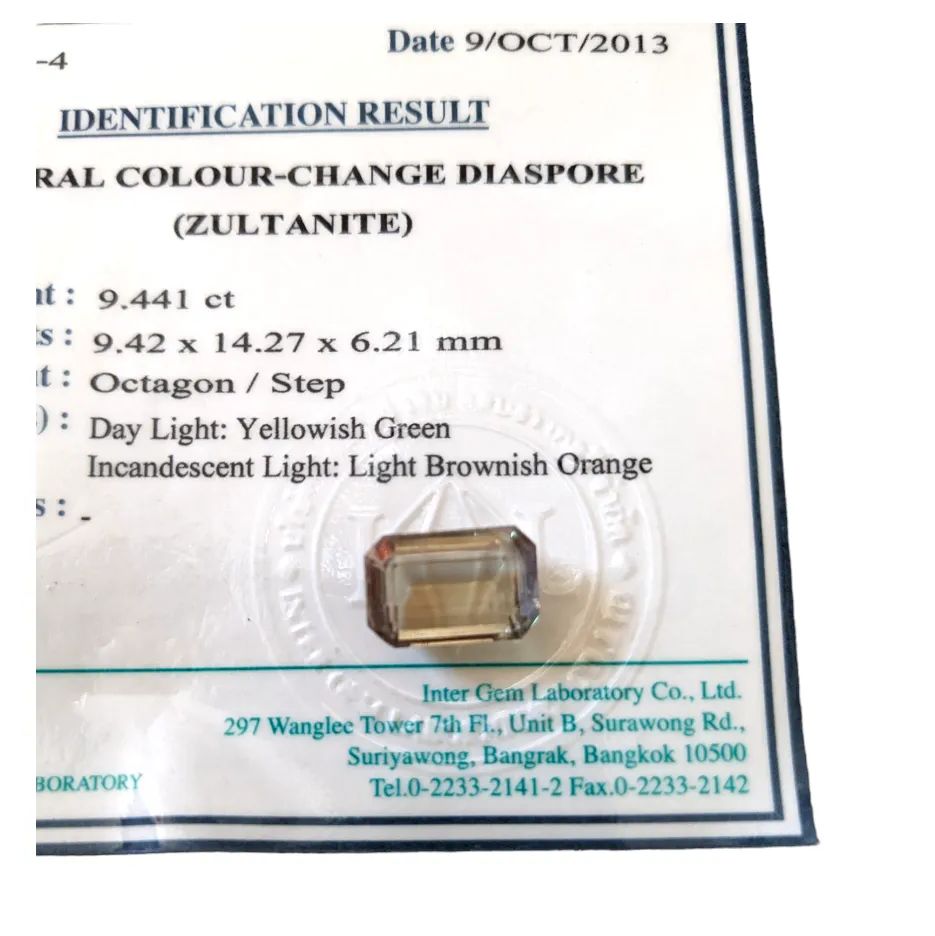 Date 9/OCT/2013
-4
IDENTIFICATION RESULT
RAL COLOUR-CHANGE DIASPORE
(ZULTANITE)
nt : 9.441 ct
s : 9.42 x 14.27 x 6.21 mm
t : Octagon / Step
) : Day Light: Yellowish Green
Incandescent Light: Light Brownish Orange
s : -
Inter Gem Laboratory Co., Ltd.
297 Wanglee Tower 7th Fl., Unit B, Surawong Rd.,
Suriyawong, Bangrak, Bangkok 10500
BORATORY
Tel.0-2233-2141-2 Fax.0-2233-2142